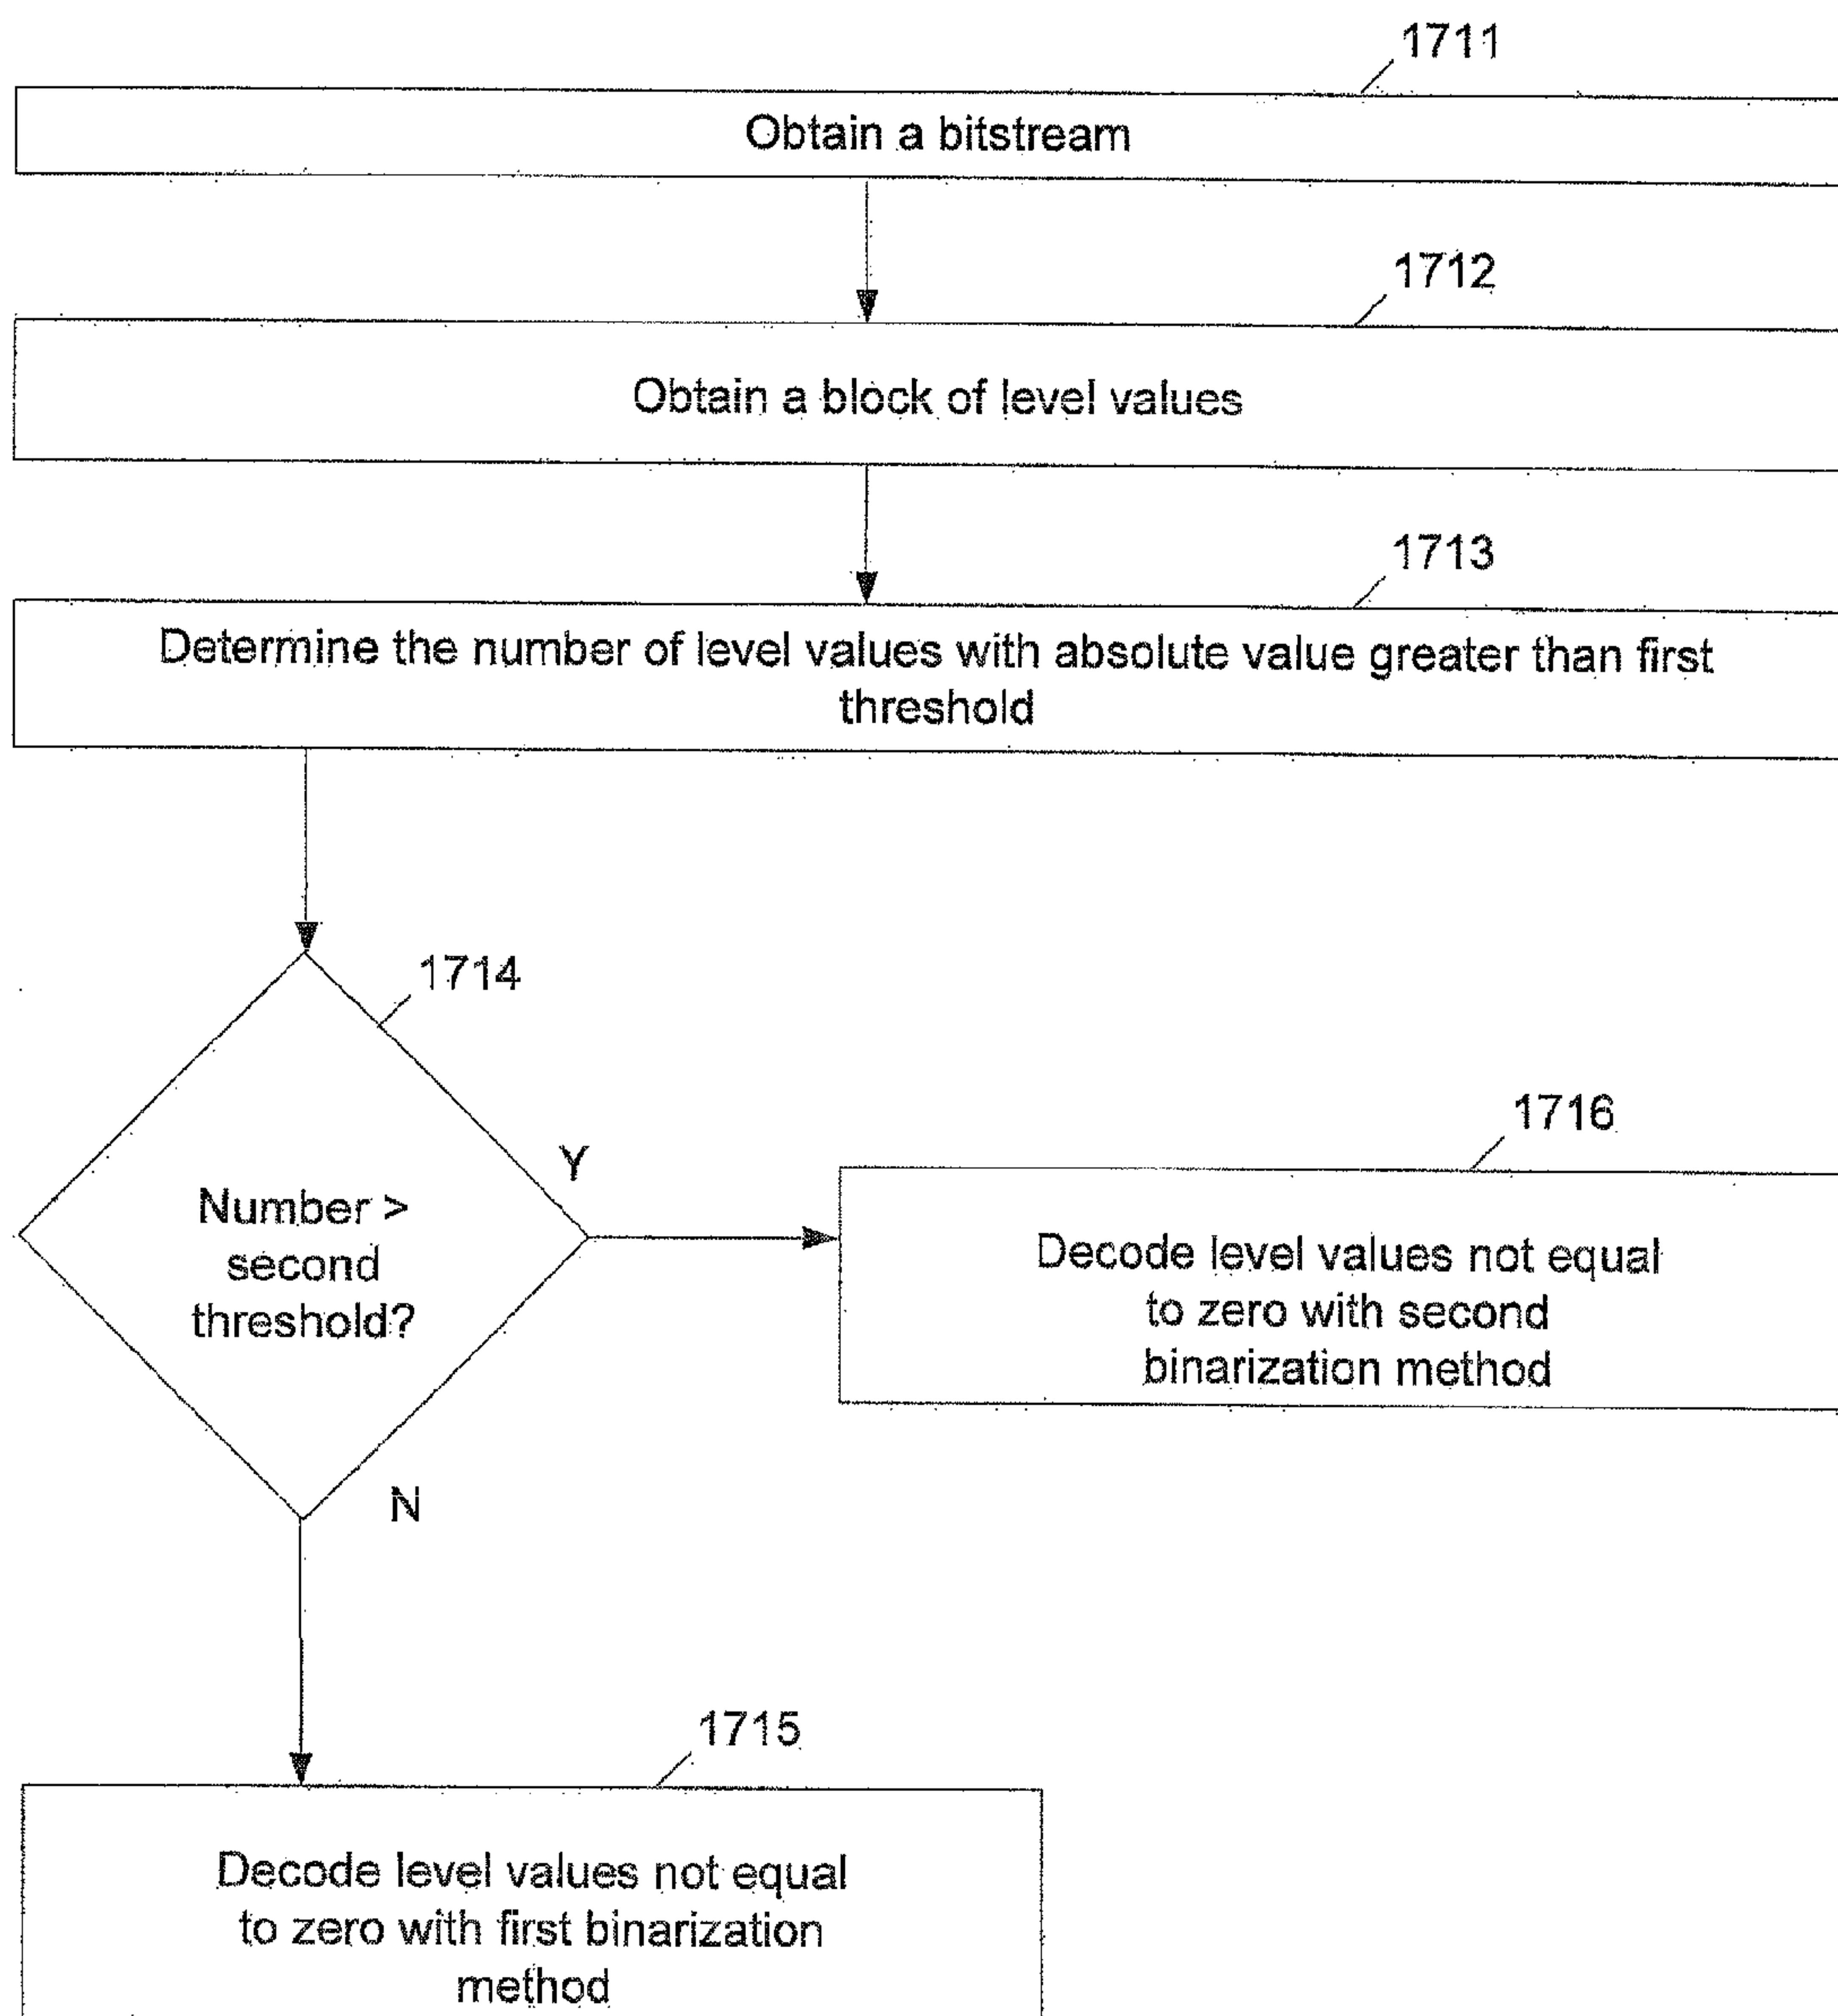 1711
Obtain a bitstream
1712
Obtain a block of level values
1713
Determine the number of level values with absolute value greater than first
threshold
1714
Number >
second
threshold?
Y
N
1716
Decode level values not equal
to zero with second
binarization method
1715
Decode level values not equal
to zero with first binarization
method